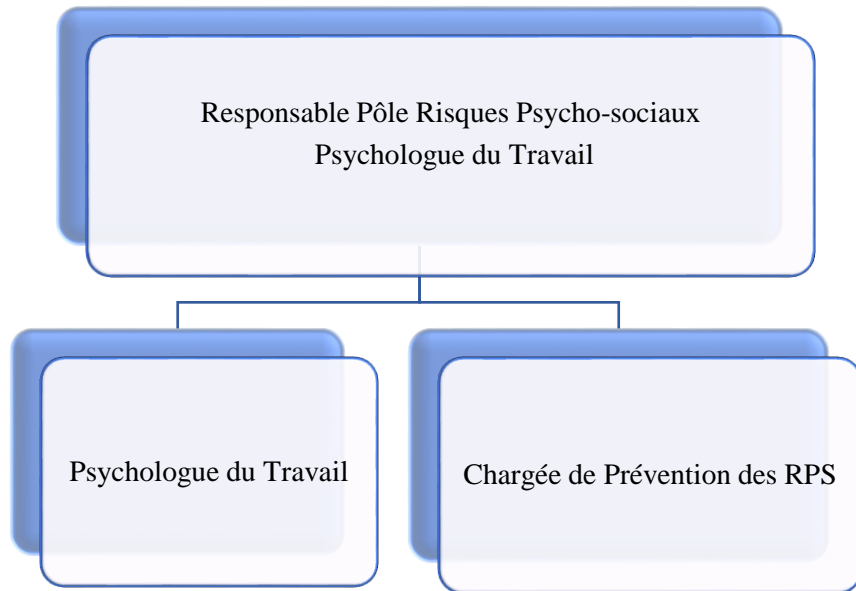 Responsable Pôle Risques Psycho-sociaux
Psychologue du Travail
Psychologue du Travail
Chargée de Prévention des RPS